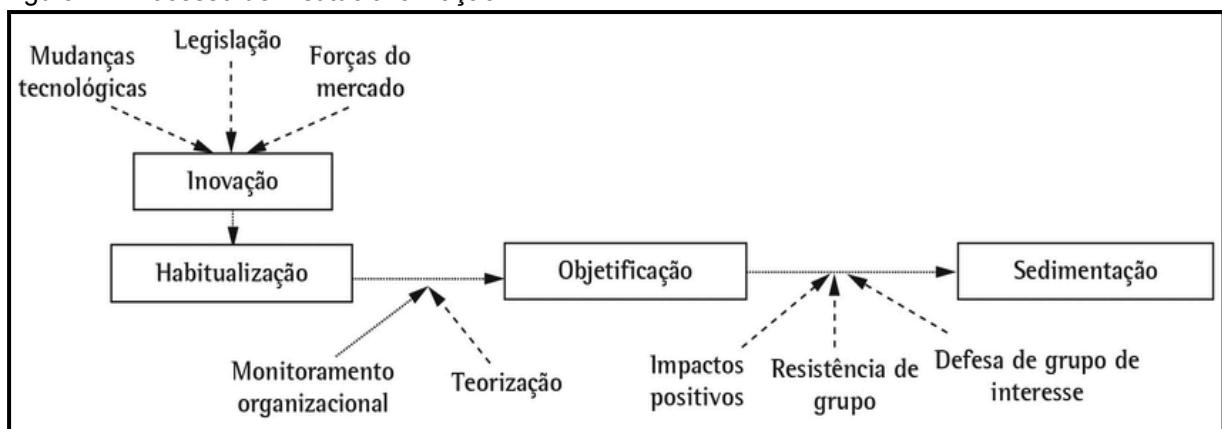 Legislação
Mudanças
tecnológicas
Forças do
mercado
Inovação
Habitualização
Objetificação
Sedimentação
Monitoramento
organizacional
Teorização
Impactos
positivos
Resistência de
grupo
Defesa de grupo de
interesse